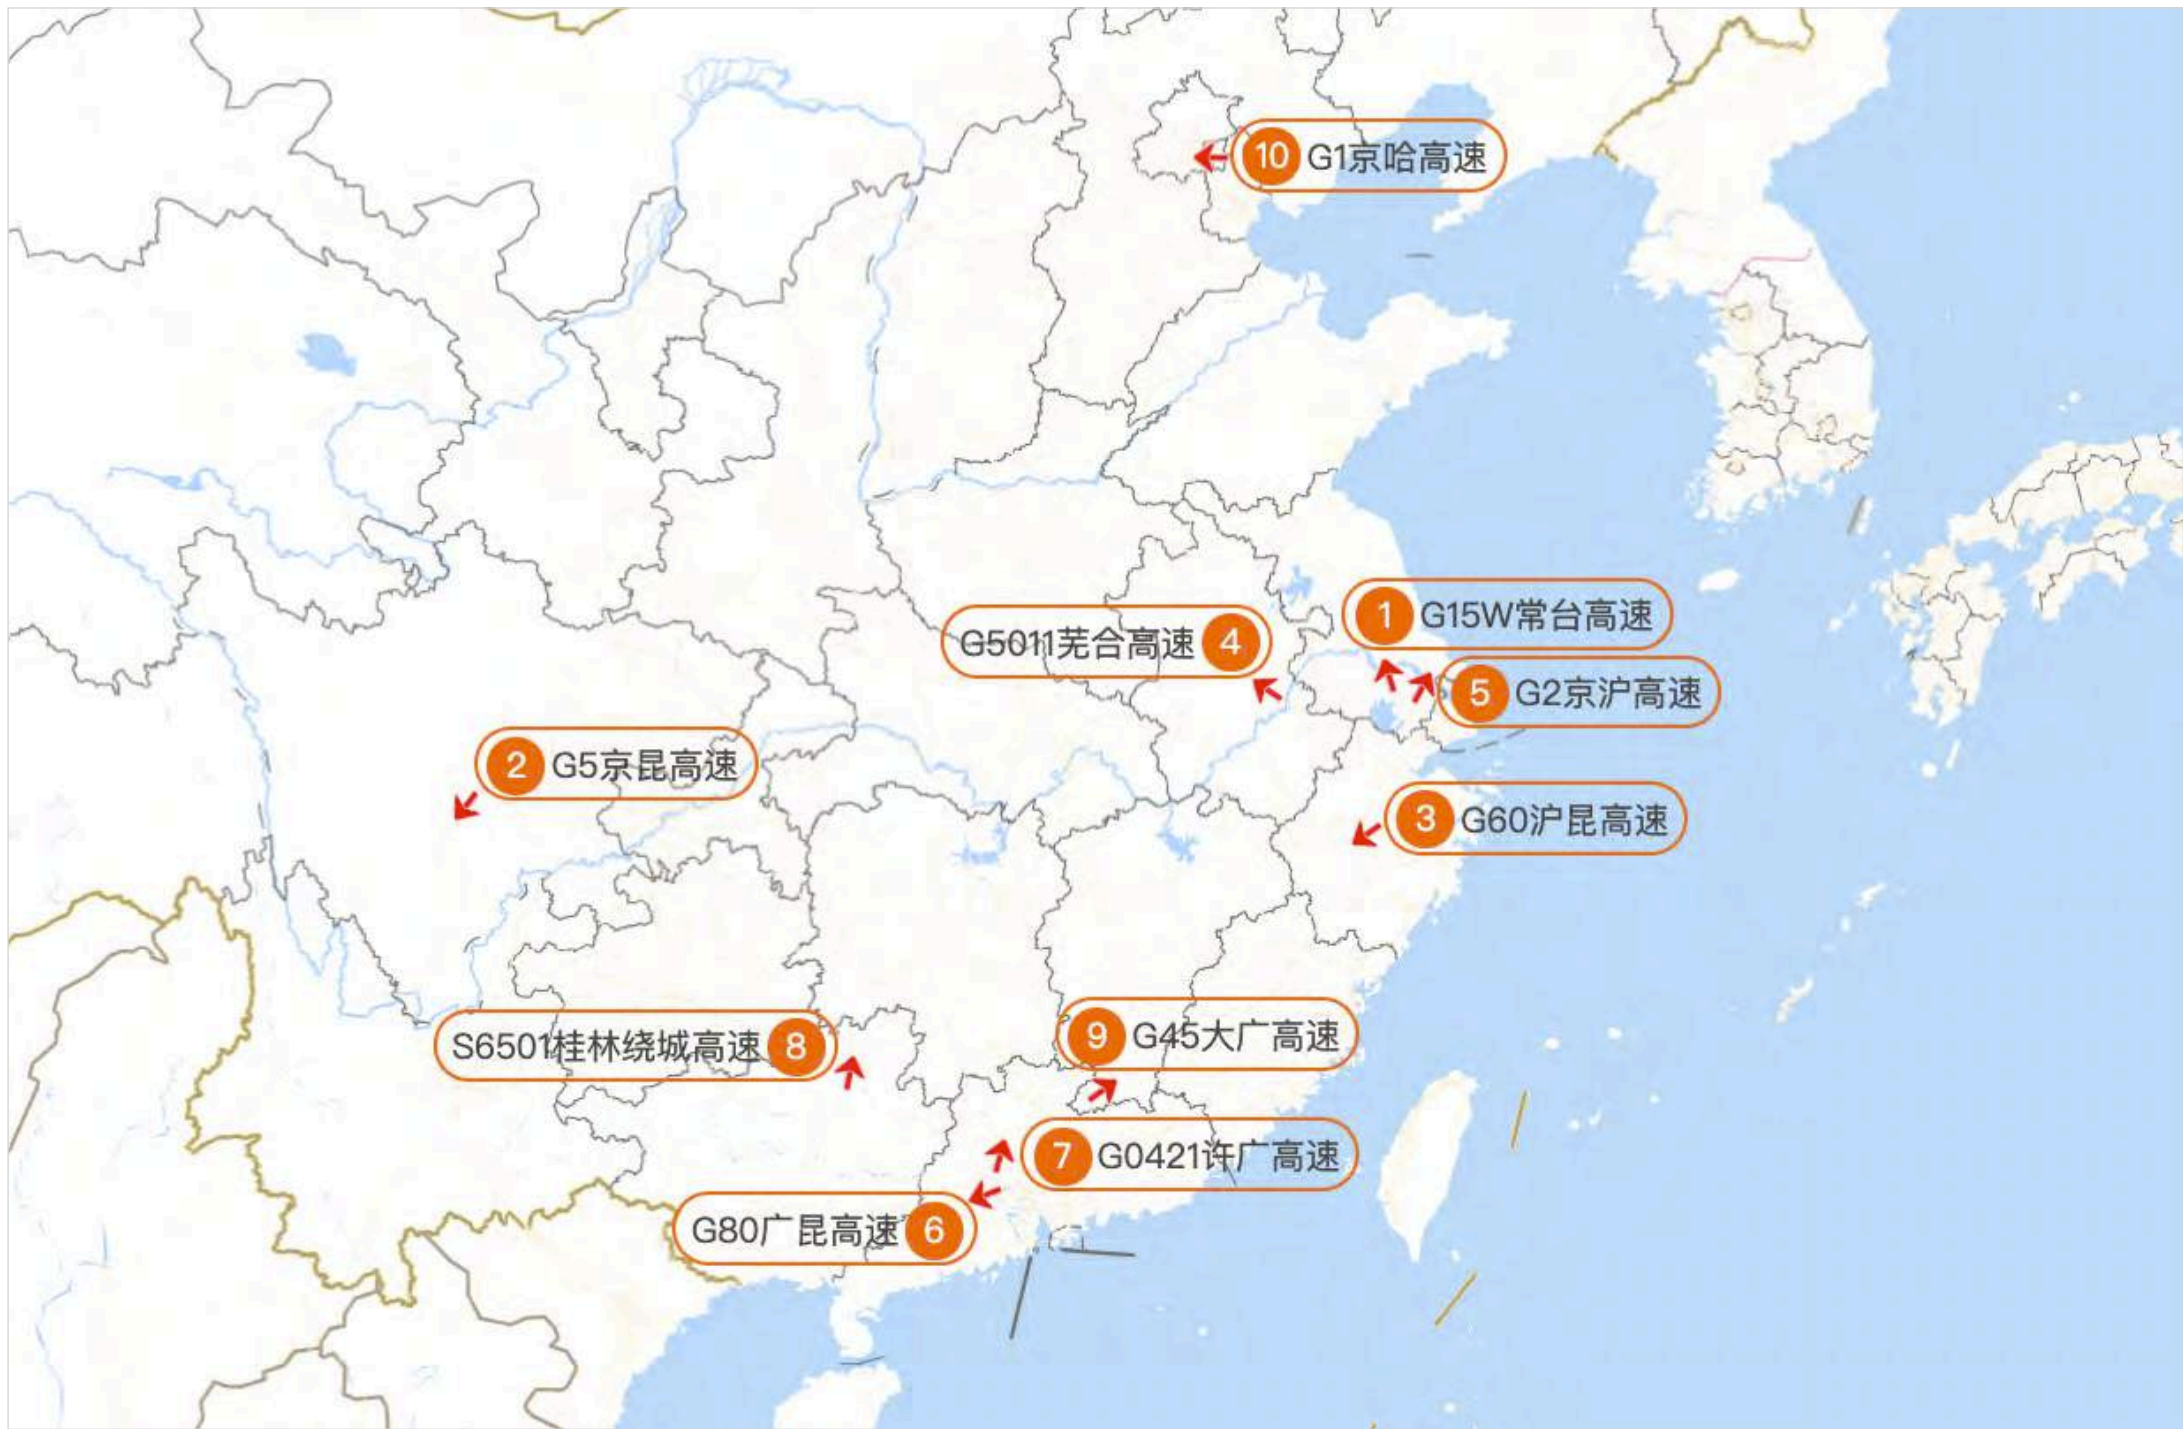 10 G1京哈高速
1 G15W常台高速
G5011芜合高速 4
5 G2京沪高速
2 G5京昆高速
3 G60沪昆高速
9 G45大广高速
S6501桂林绕城高速 8
7 G0421许广高速
G80广昆高速 6